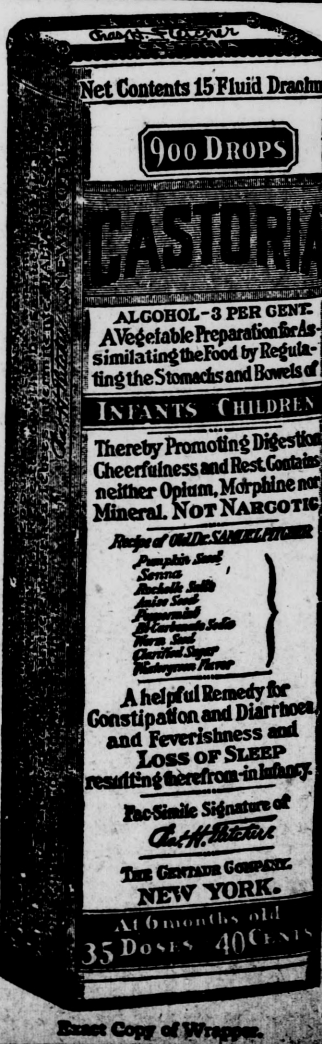 Chas. H. Fletcher
Net Contents 15 Fluid Drachm
900 DROPS
CASTORIA
ALCOHOL-3 PER CENT.
A Vegetable Preparation for As-
similating the Food by Regula-
ting the Stomachs and Bowels of
INFANTS CHILDREN
Thereby Promoting Digestion
Cheerfulness and Rest. Contains
neither Opium, Morphine nor
Mineral. NOT NARCOTIC
Recipe of Old Dr. SAMUEL PITCHER
Pumpkin Seed
Senna
Rochelle Salts
Anise Seed
Peppermint
Bi Carbonate Soda
Worm Seed
Clarified Sugar
Wintergreen Flavor
A helpful Remedy for
Constipation and Diarrhoea,
and Feverishness and
LOSS OF SLEEP
resulting therefrom-in Infancy.
Fac-Simile Signature of
Chas. H. Fletcher.
THE CENTAUR COMPANY.
NEW YORK.
At 6 months old
35 DOSES 40 CENTS
Exact Copy of Wrapper.